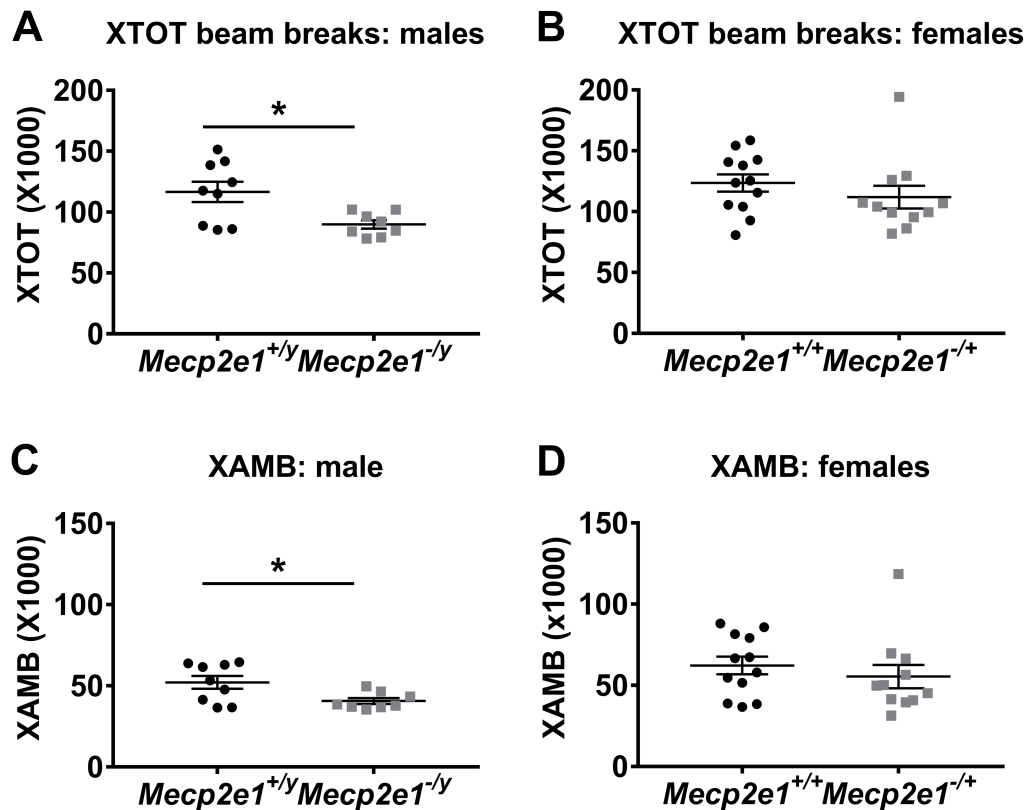 A XTOT beam breaks: males
XTOT (X1000)
200
150
100
50
0
*
Mecp2e1+/y Mecp2e1-/y
B XTOT beam breaks: females
XTOT (X1000)
200
150
100
50
0
Mecp2e1+/+ Mecp2e1-/+
C XAMB: male
XAMB (X1000)
150
100
50
0
*
Mecp2e1+/y Mecp2e1-/y
D XAMB: females
XAMB (x1000)
150
100
50
0
Mecp2e1+/+ Mecp2e1-/+